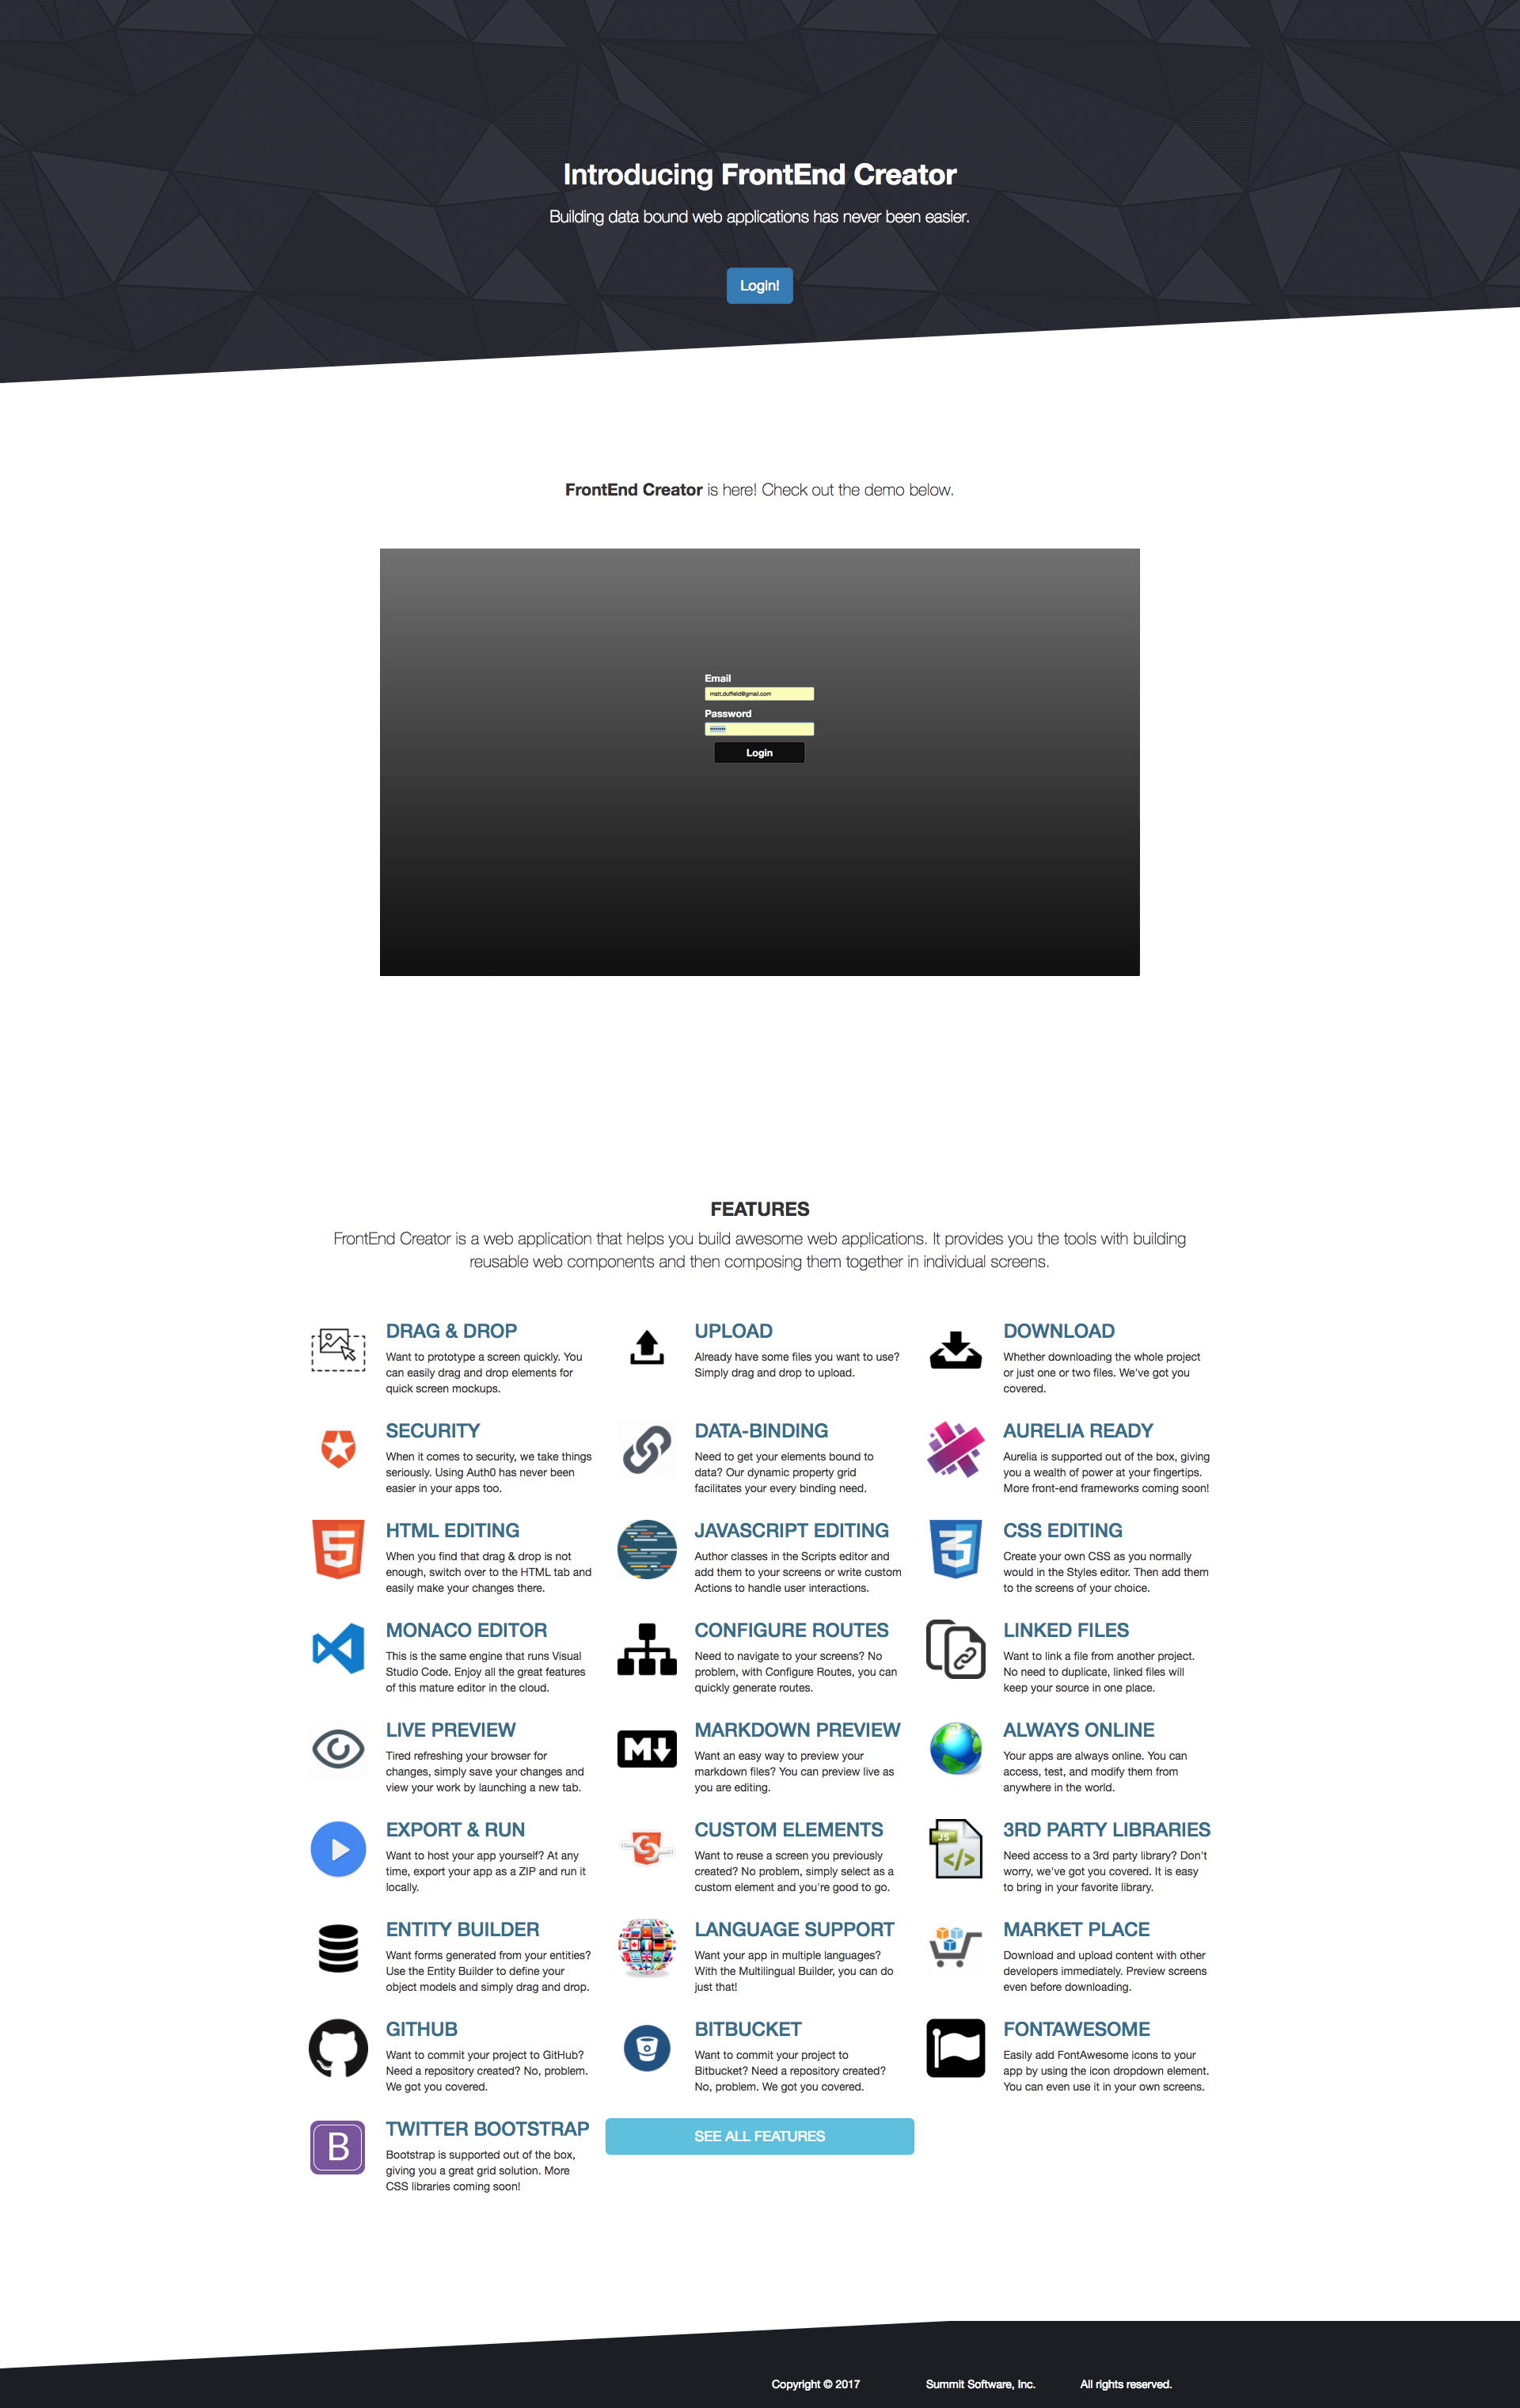 Introducing FrontEnd Creator
Building data bound web applications has never been easier.
Login!
FrontEnd Creator is here! Check out the demo below.
Email
matt.duffield@gmail.com
Password
Login
FEATURES
FrontEnd Creator is a web application that helps you build awesome web applications. It provides you the tools with building
reusable web components and then composing them together in individual screens.
DRAG & DROP
Want to prototype a screen quickly. You
can easily drag and drop elements for
quick screen mockups.
UPLOAD
Already have some files you want to use?
Simply drag and drop to upload.
DOWNLOAD
Whether downloading the whole project
or just one or two files. We've got you
covered.
SECURITY
When it comes to security, we take things
seriously. Using Auth0 has never been
easier in your apps too.
DATA-BINDING
Need to get your elements bound to
data? Our dynamic property grid
facilitates your every binding need.
AURELIA READY
Aurelia is supported out of the box, giving
you a wealth of power at your fingertips.
More front-end frameworks coming soon!
5
HTML EDITING
When you find that drag & drop is not
enough, switch over to the HTML tab and
easily make your changes there.
JAVASCRIPT EDITING
Author classes in the Scripts editor and
add them to your screens or write custom
Actions to handle user interactions.
3
CSS EDITING
Create your own CSS as you normally
would in the Styles editor. Then add them
to the screens of your choice.
MONACO EDITOR
This is the same engine that runs Visual
Studio Code. Enjoy all the great features
of this mature editor in the cloud.
CONFIGURE ROUTES
Need to navigate to your screens? No
problem, with Configure Routes, you can
quickly generate routes.
LINKED FILES
Want to link a file from another project.
No need to duplicate, linked files will
keep your source in one place.
LIVE PREVIEW
Tired refreshing your browser for
changes, simply save your changes and
view your work by launching a new tab.
M
MARKDOWN PREVIEW
Want an easy way to preview your
markdown files? You can preview live as
you are editing.
ALWAYS ONLINE
Your apps are always online. You can
access, test, and modify them from
anywhere in the world.
EXPORT & RUN
Want to host your app yourself? At any
time, export your app as a ZIP and run it
locally.
CUSTOM ELEMENTS
Want to reuse a screen you previously
created? No problem, simply select as a
custom element and you're good to go.
JS
</>
3RD PARTY LIBRARIES
Need access to a 3rd party library? Don't
worry, we've got you covered. It is easy
to bring in your favorite library.
ENTITY BUILDER
Want forms generated from your entities?
Use the Entity Builder to define your
object models and simply drag and drop.
LANGUAGE SUPPORT
Want your app in multiple languages?
With the Multilingual Builder, you can do
just that!
MARKET PLACE
Download and upload content with other
developers immediately. Preview screens
even before downloading.
GITHUB
Want to commit your project to GitHub?
Need a repository created? No, problem.
We got you covered.
BITBUCKET
Want to commit your project to
Bitbucket? Need a repository created?
No, problem. We got you covered.
FONTAWESOME
Easily add FontAwesome icons to your
app by using the icon dropdown element.
You can even use it in your own screens.
B
TWITTER BOOTSTRAP
Bootstrap is supported out of the box,
giving you a great grid solution. More
CSS libraries coming soon!
SEE ALL FEATURES
Copyright © 2017 Summit Software, Inc. All rights reserved.